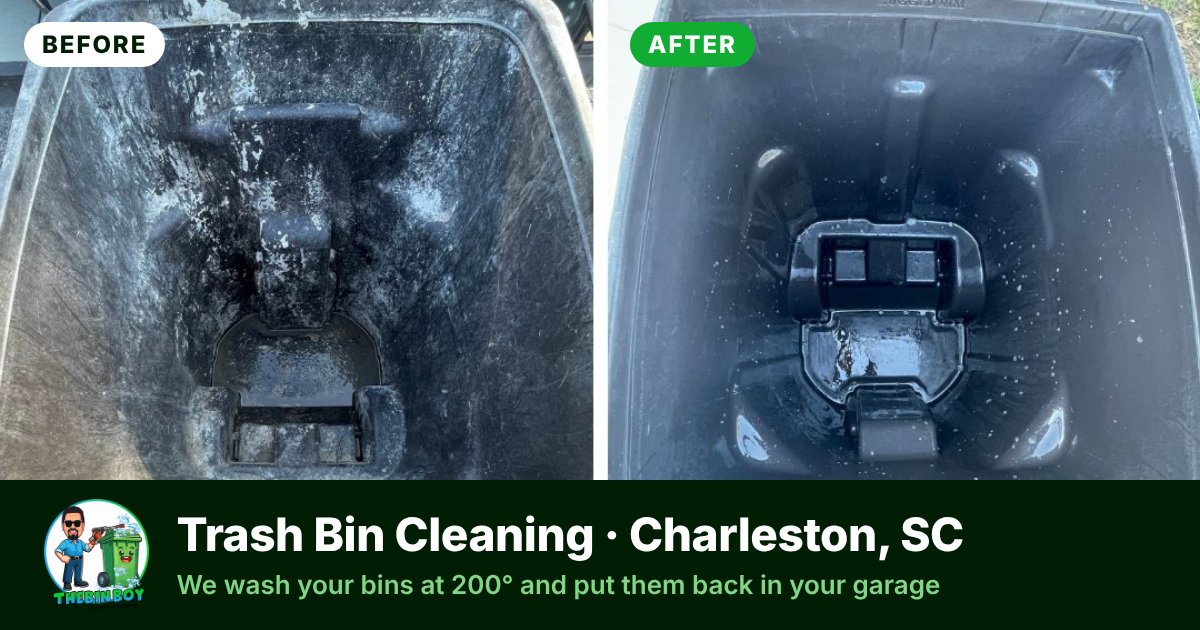 BEFORE
AFTER
Trash Bin Cleaning · Charleston, SC
We wash your bins at 200° and put them back in your garage
THEBINBOY